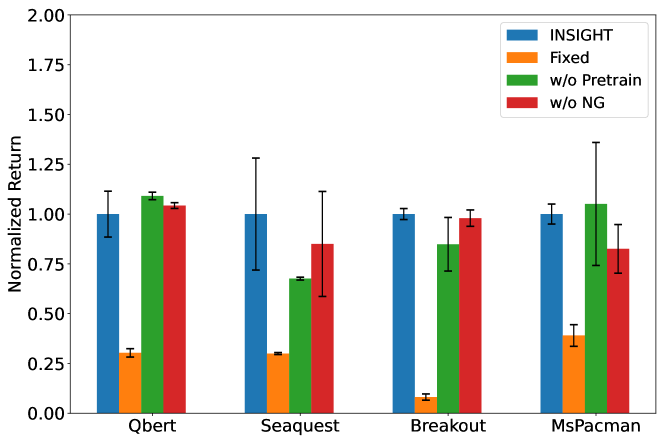 2.00
1.75
1.50
1.25
1.00
0.75
0.50
0.25
0.00
Normalized Return
INSIGHT
Fixed
w/o Pretrain
w/o NG
Qbert
Seaquest
Breakout
MsPacman